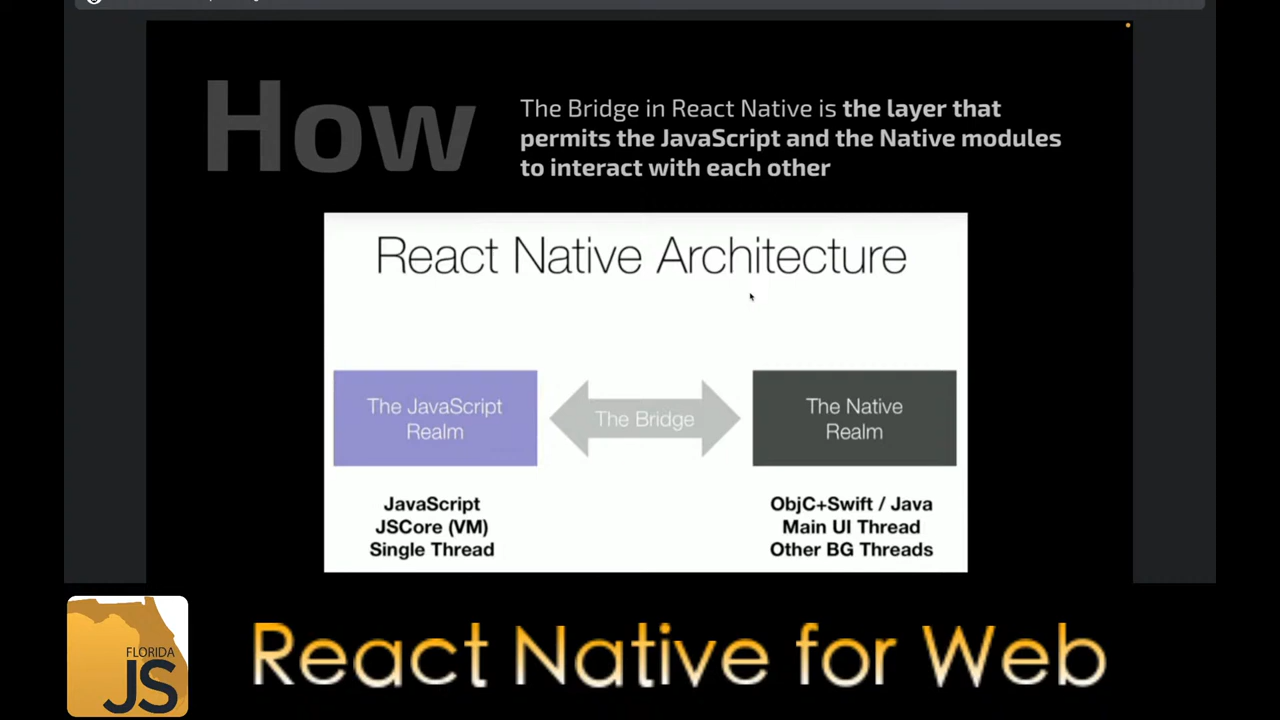 How
The Bridge in React Native is the layer that
permits the JavaScript and the Native modules
to interact with each other
React Native Architecture
The JavaScript
Realm
The Bridge
The Native
Realm
JavaScript
JSCore (VM)
Single Thread
ObjC+Swift / Java
Main UI Thread
Other BG Threads
FLORIDA
JS
React Native for Web